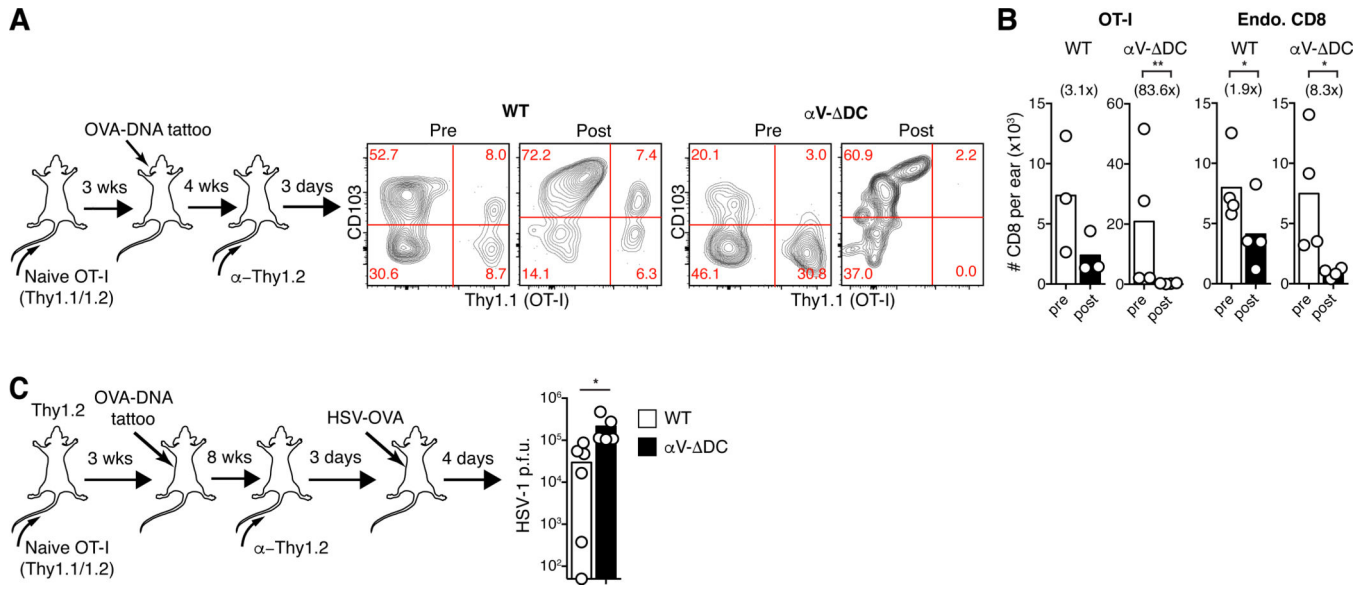 A
OVA-DNA tattoo
3 wks
4 wks
3 days
Naive OT-I
(Thy1.1/1.2)
α-Thy1.2
WT
Pre
Post
52.7
8.0
30.6
8.7
72.2
7.4
14.1
6.3
CD103
Thy1.1 (OT-I)
αV-ΔDC
Pre
Post
20.1
3.0
46.1
30.8
60.9
2.2
37.0
0.0
CD103
Thy1.1 (OT-I)
B
OT-I
Endo. CD8
WT
αV-ΔDC
WT
αV-ΔDC
**
*
*
(3.1x)
(83.6x)
(1.9x)
(8.3x)
# CD8 per ear (x10³)
15
10
5
0
pre
post
60
40
20
0
pre
post
15
10
5
0
pre
post
15
10
5
0
pre
post
C
Thy1.2
OVA-DNA
tattoo
HSV-OVA
3 wks
8 wks
3 days
4 days
Naive OT-I
(Thy1.1/1.2)
α-Thy1.2
*
HSV-1 p.f.u.
10⁶
10⁵
10⁴
10³
10²
WT
αV-ΔDC